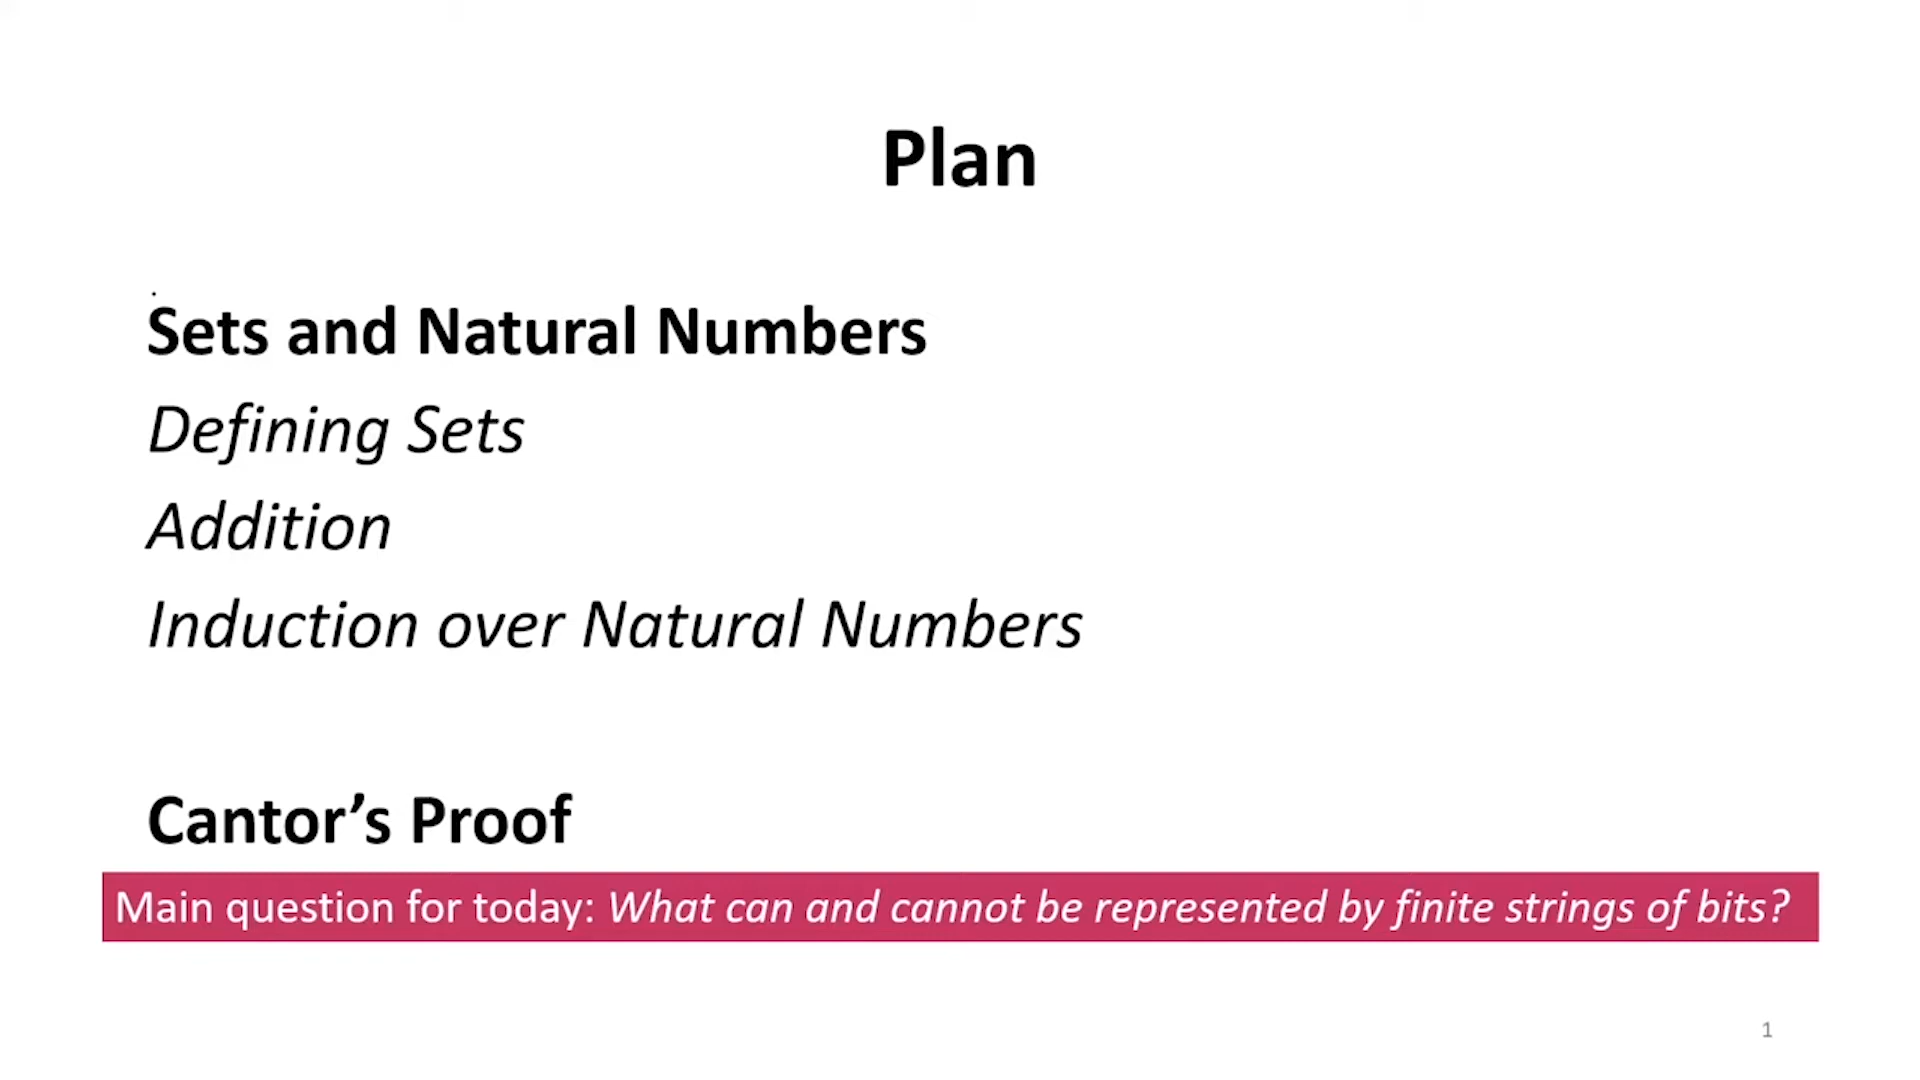 Plan
Sets and Natural Numbers
Defining Sets
Addition
Induction over Natural Numbers
Cantor’s Proof
Main question for today: What can and cannot be represented by finite strings of bits?
1